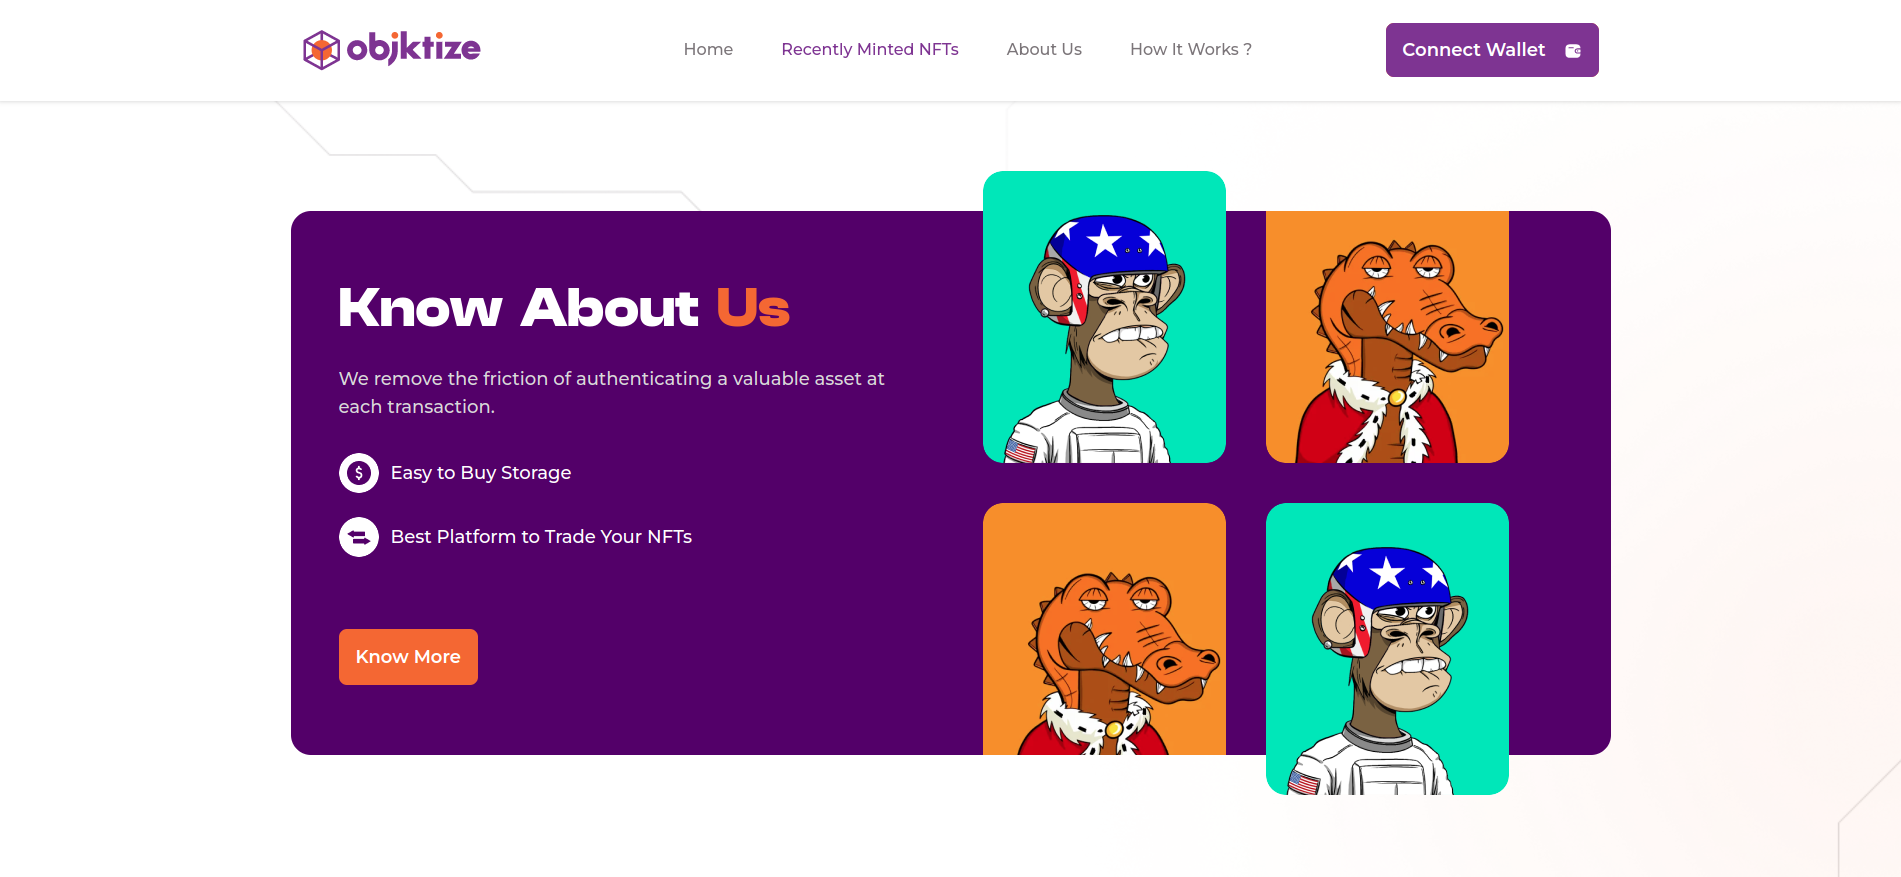 objktize
Home
Recently Minted NFTs
About Us
How It Works ?
Connect Wallet
Know About Us
We remove the friction of authenticating a valuable asset at
each transaction.
$
Easy to Buy Storage
Best Platform to Trade Your NFTs
Know More